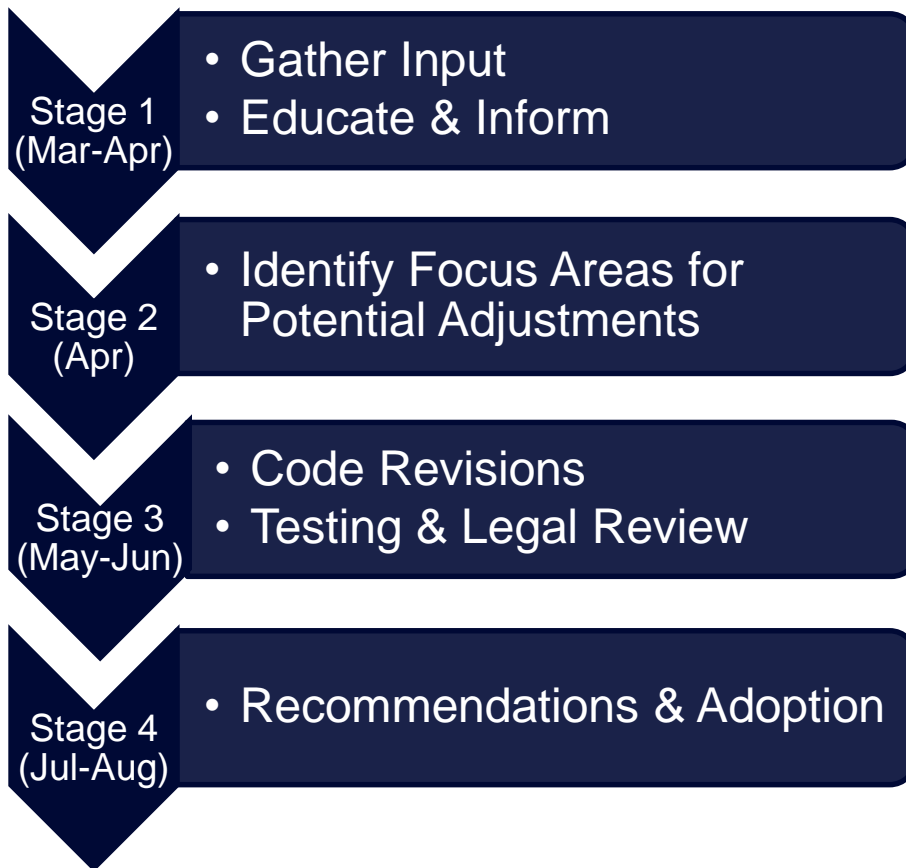 Stage 1
(Mar-Apr)
• Gather Input
• Educate & Inform
Stage 2
(Apr)
• Identify Focus Areas for
Potential Adjustments
Stage 3
(May-Jun)
• Code Revisions
• Testing & Legal Review
Stage 4
(Jul-Aug)
• Recommendations & Adoption